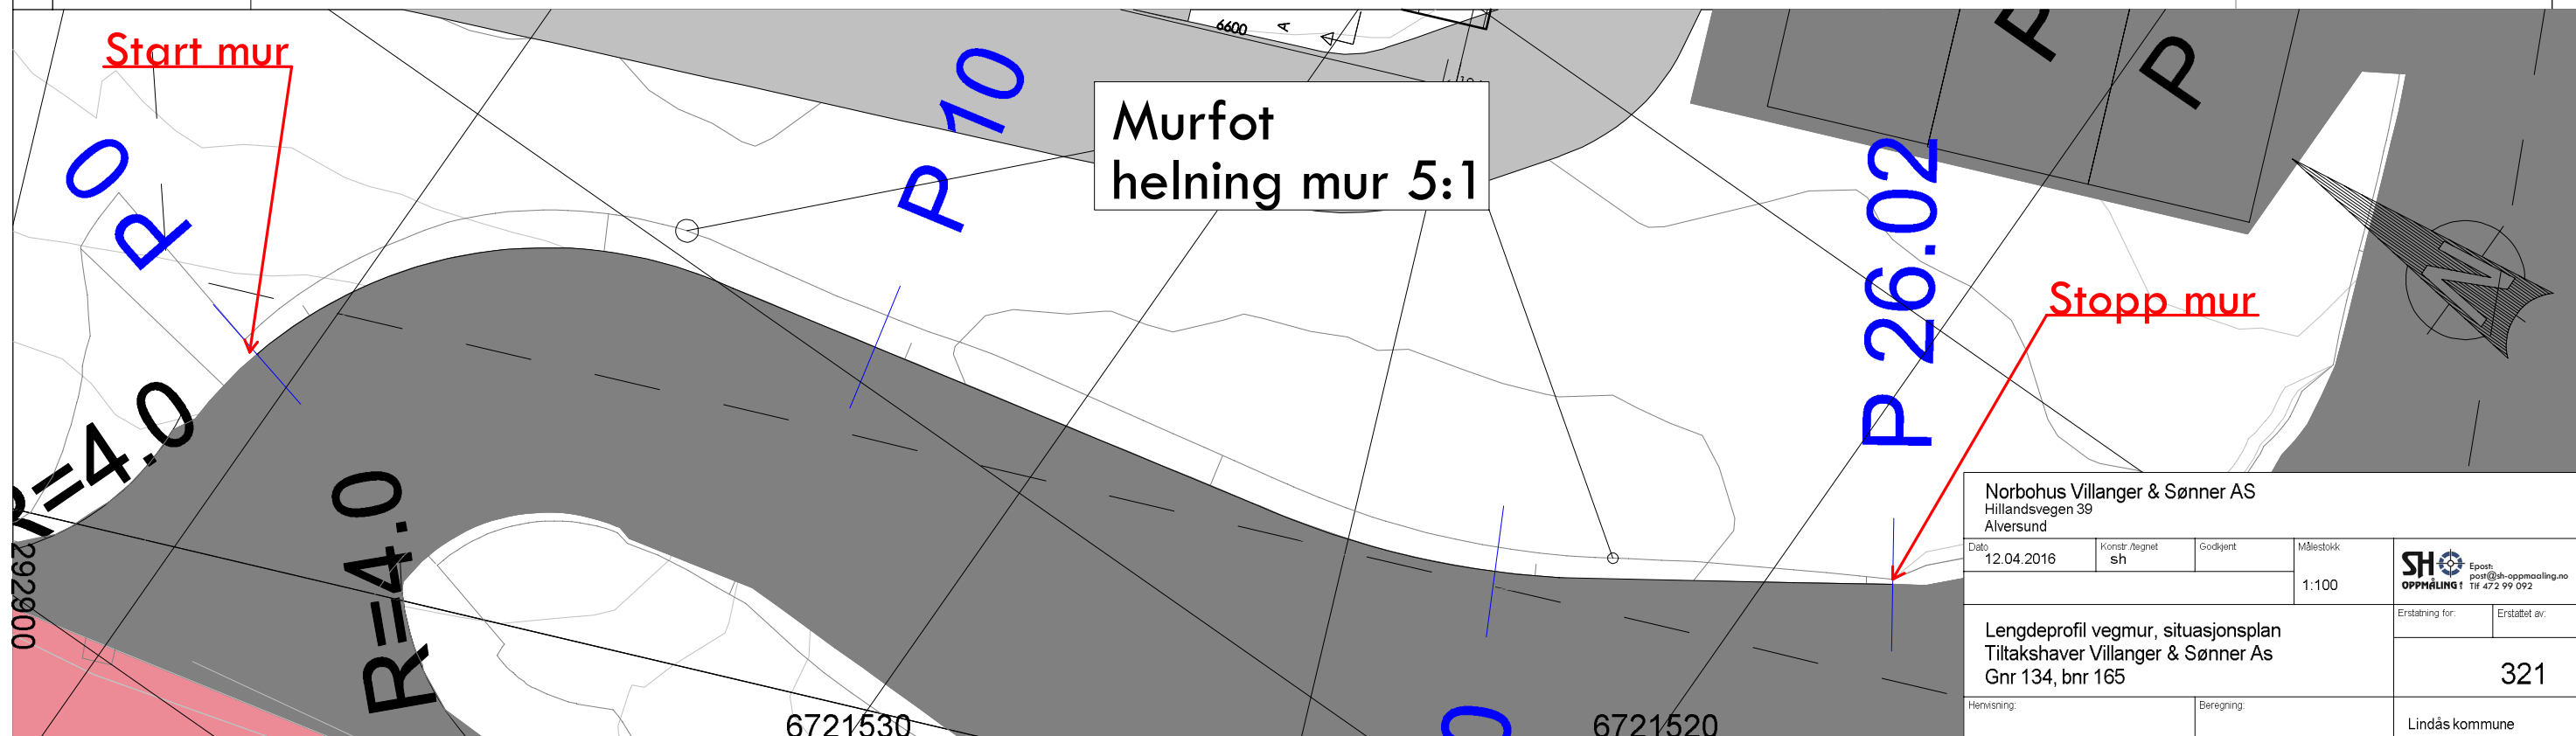 6600
A
Start mur
P 0
P 10
Murfot
helning mur 5:1
P
P
P 26.02
N
Stopp mur
R=4.0
R=4.0
292900
6721530
0
6721520
Norbohus Villanger & Sønner AS
Hillandsvegen 39
Alversund
Dato
12.04.2016
Konstr./tegnet
sh
Godkjent
Målestokk
1:100
SH
OPPMÅLING!
Epost:
post@sh-oppmaaling.no
Tlf 472 99 092
Lengdeprofil vegmur, situasjonsplan
Tiltakshaver Villanger & Sønner As
Gnr 134, bnr 165
Erstatning for:
Erstattet av:
321
Henvisning:
Beregning:
Lindås kommune